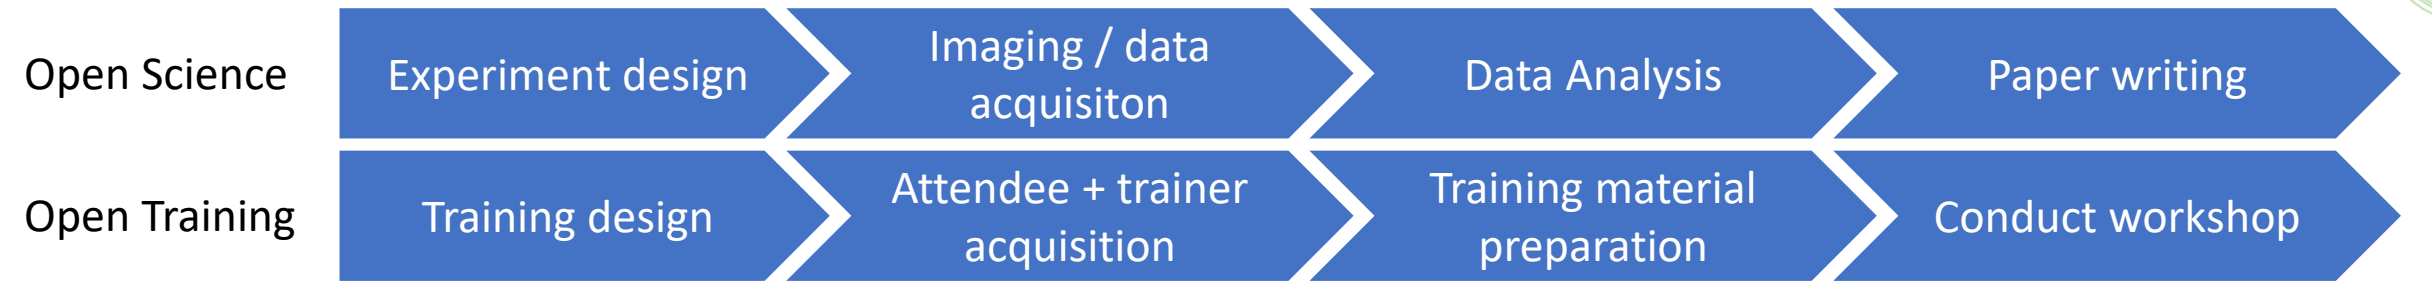 Open Science
Experiment design
Imaging / data
acquisiton
Data Analysis
Paper writing
Open Training
Training design
Attendee + trainer
acquisition
Training material
preparation
Conduct workshop